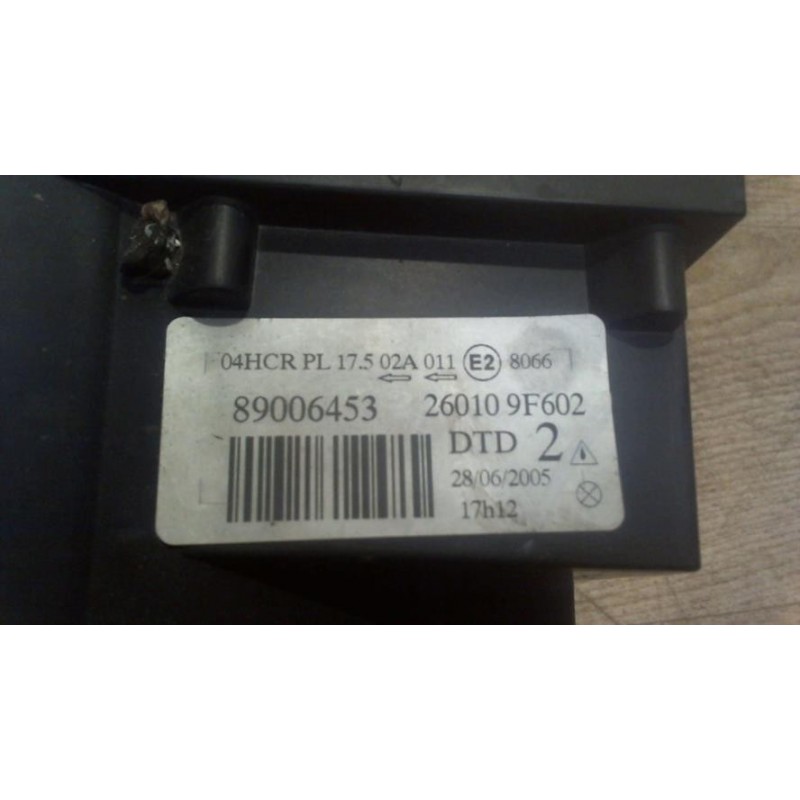 04HCR PL 17.5 02A 011 E2 8066
89006453 26010 9F602
DTD 2
28/06/2005
17h12